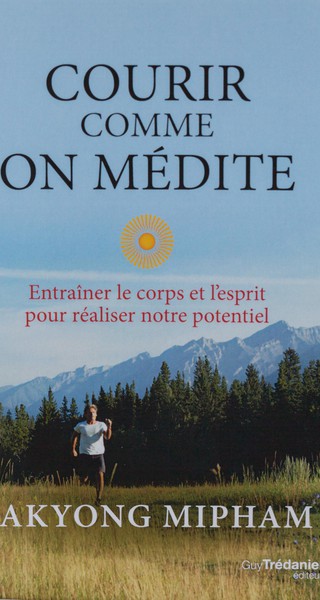 COURIR
COMME
ON MÉDITE
Entraîner le corps et l'esprit
pour réaliser notre potentiel
AKYONG MIPHAM
Guy Trédanie
éditeu